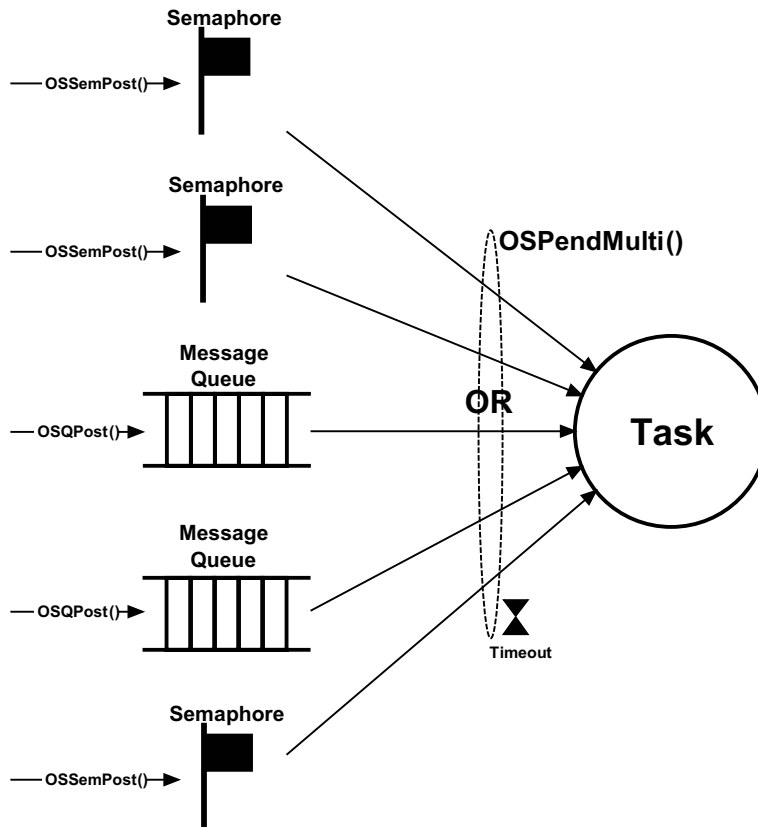 Semaphore
OSSemPost()
Semaphore
OSSemPost()
OSPendMulti()
Message
Queue
OSQPost()
OR
Task
Message
Queue
OSQPost()
Timeout
Semaphore
OSSemPost()